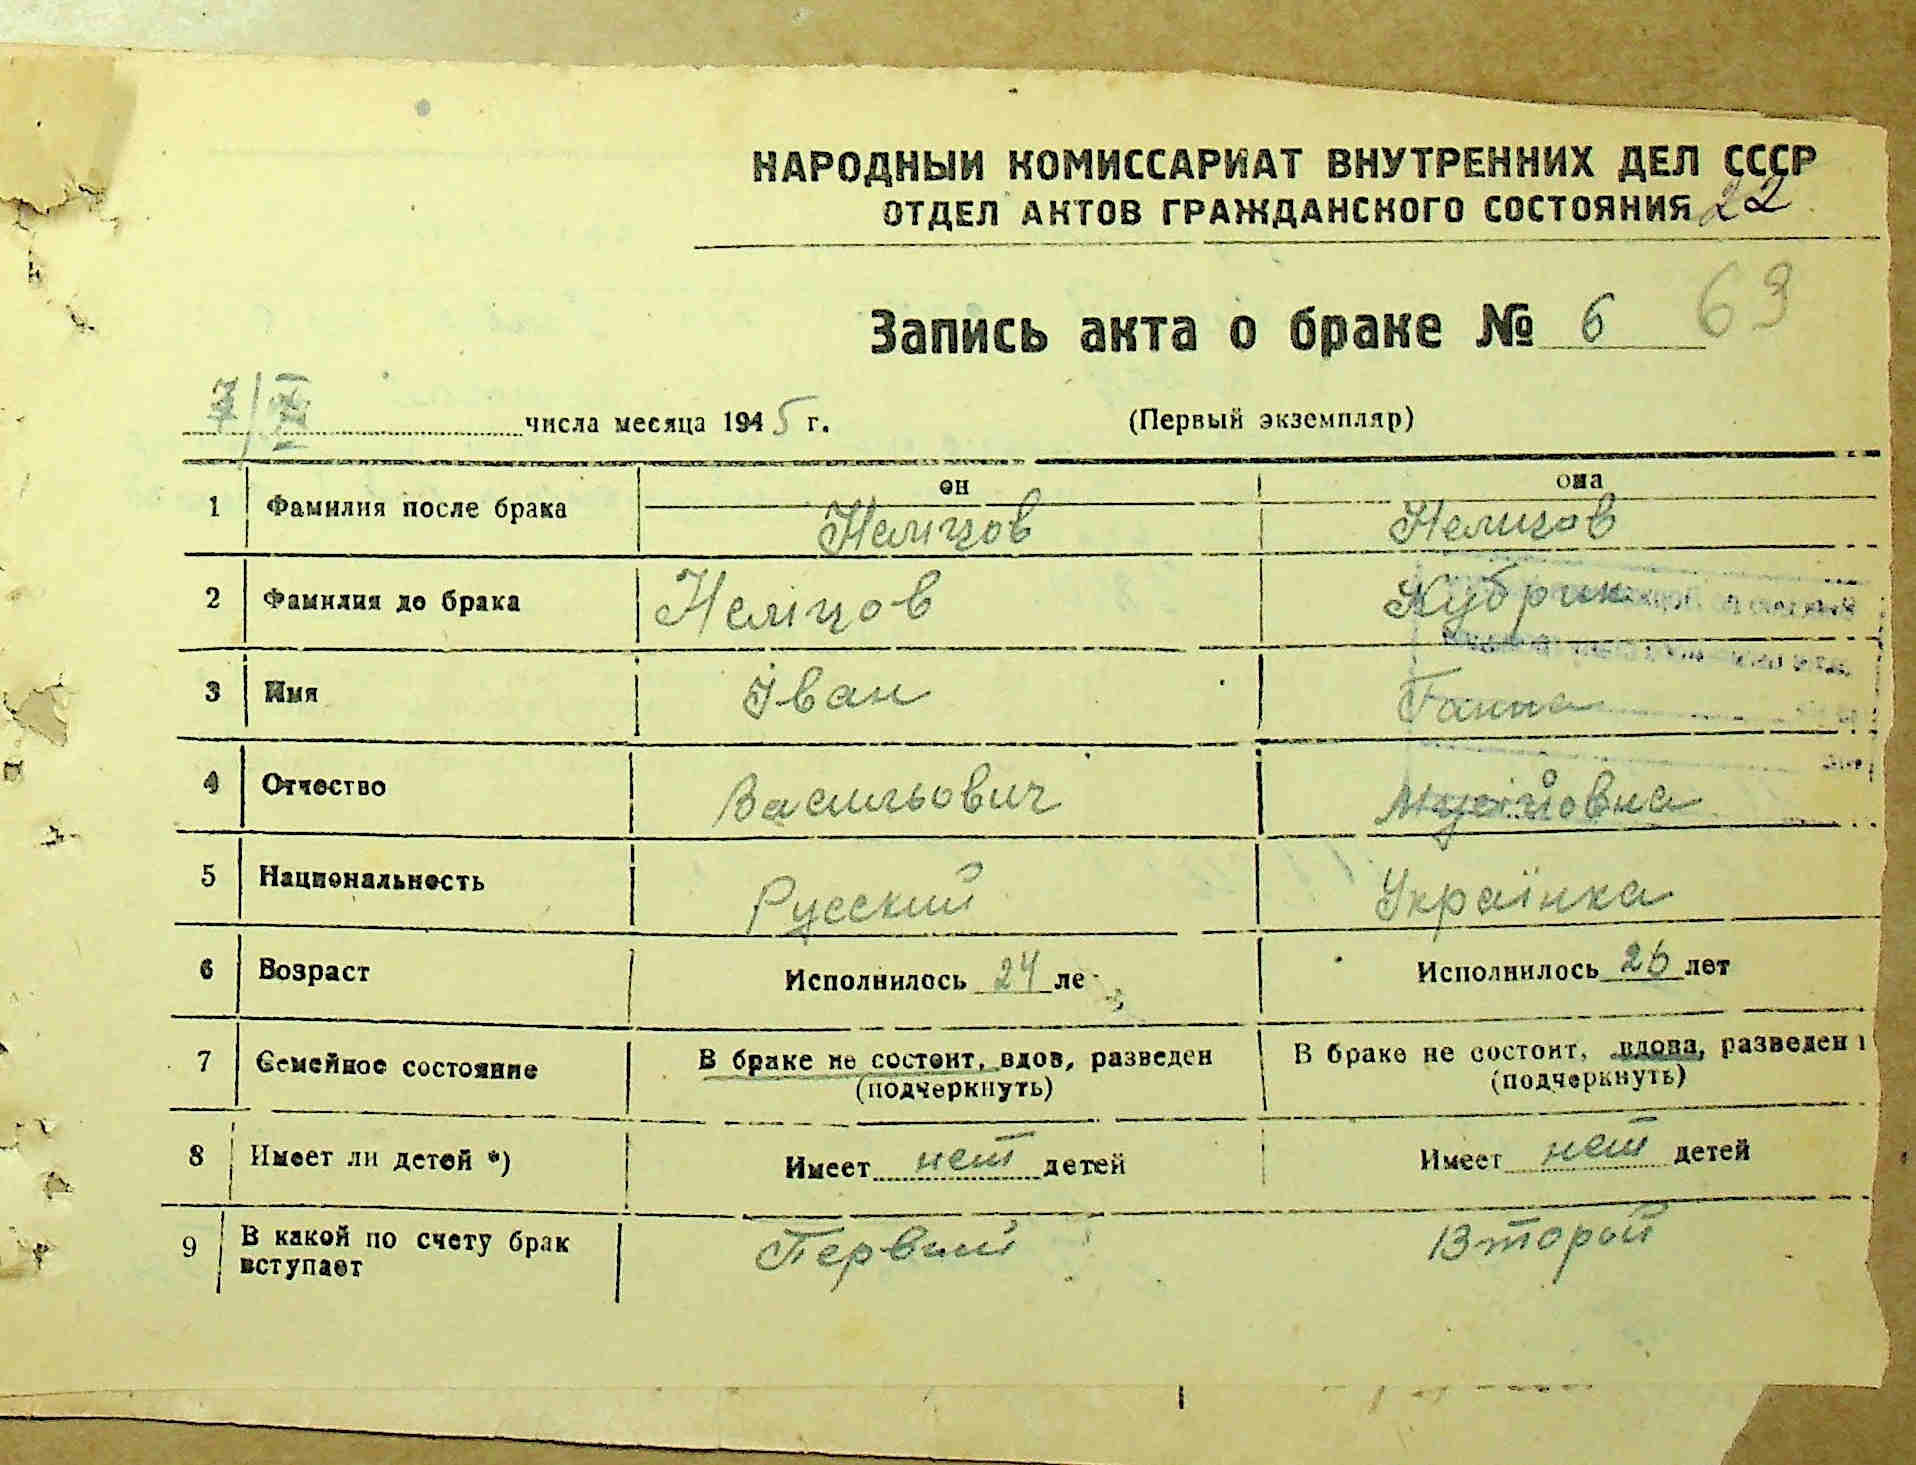 НАРОДНЫЙ КОМИССАРИАТ ВНУТРЕННИХ ДЕЛ СССР
ОТДЕЛ АКТОВ ГРАЖДАНСКОГО СОСТОЯНИЯ 22
Запись акта о браке № 6 63
7/ числа месяца 1945 г. (Первый экземпляр)
он она
1 Фамилия после брака Немцов Немцов
2 Фамилия до брака Немцов Кубрик
3 Имя Іван Ганна
4 Отчество Васильович
5 Национальность Русский Українка
6 Возраст Исполнилось 24 ле Исполнилось 26 лет
7 Семейное состояние В браке не состоит, вдов, разведен В браке не состоит, вдова, разведен
(подчеркнуть) (подчеркнуть)
8 Имеет ли детей *) Имеет нет детей Имеет нет детей
9 В какой по счету брак Первий Второй
вступает